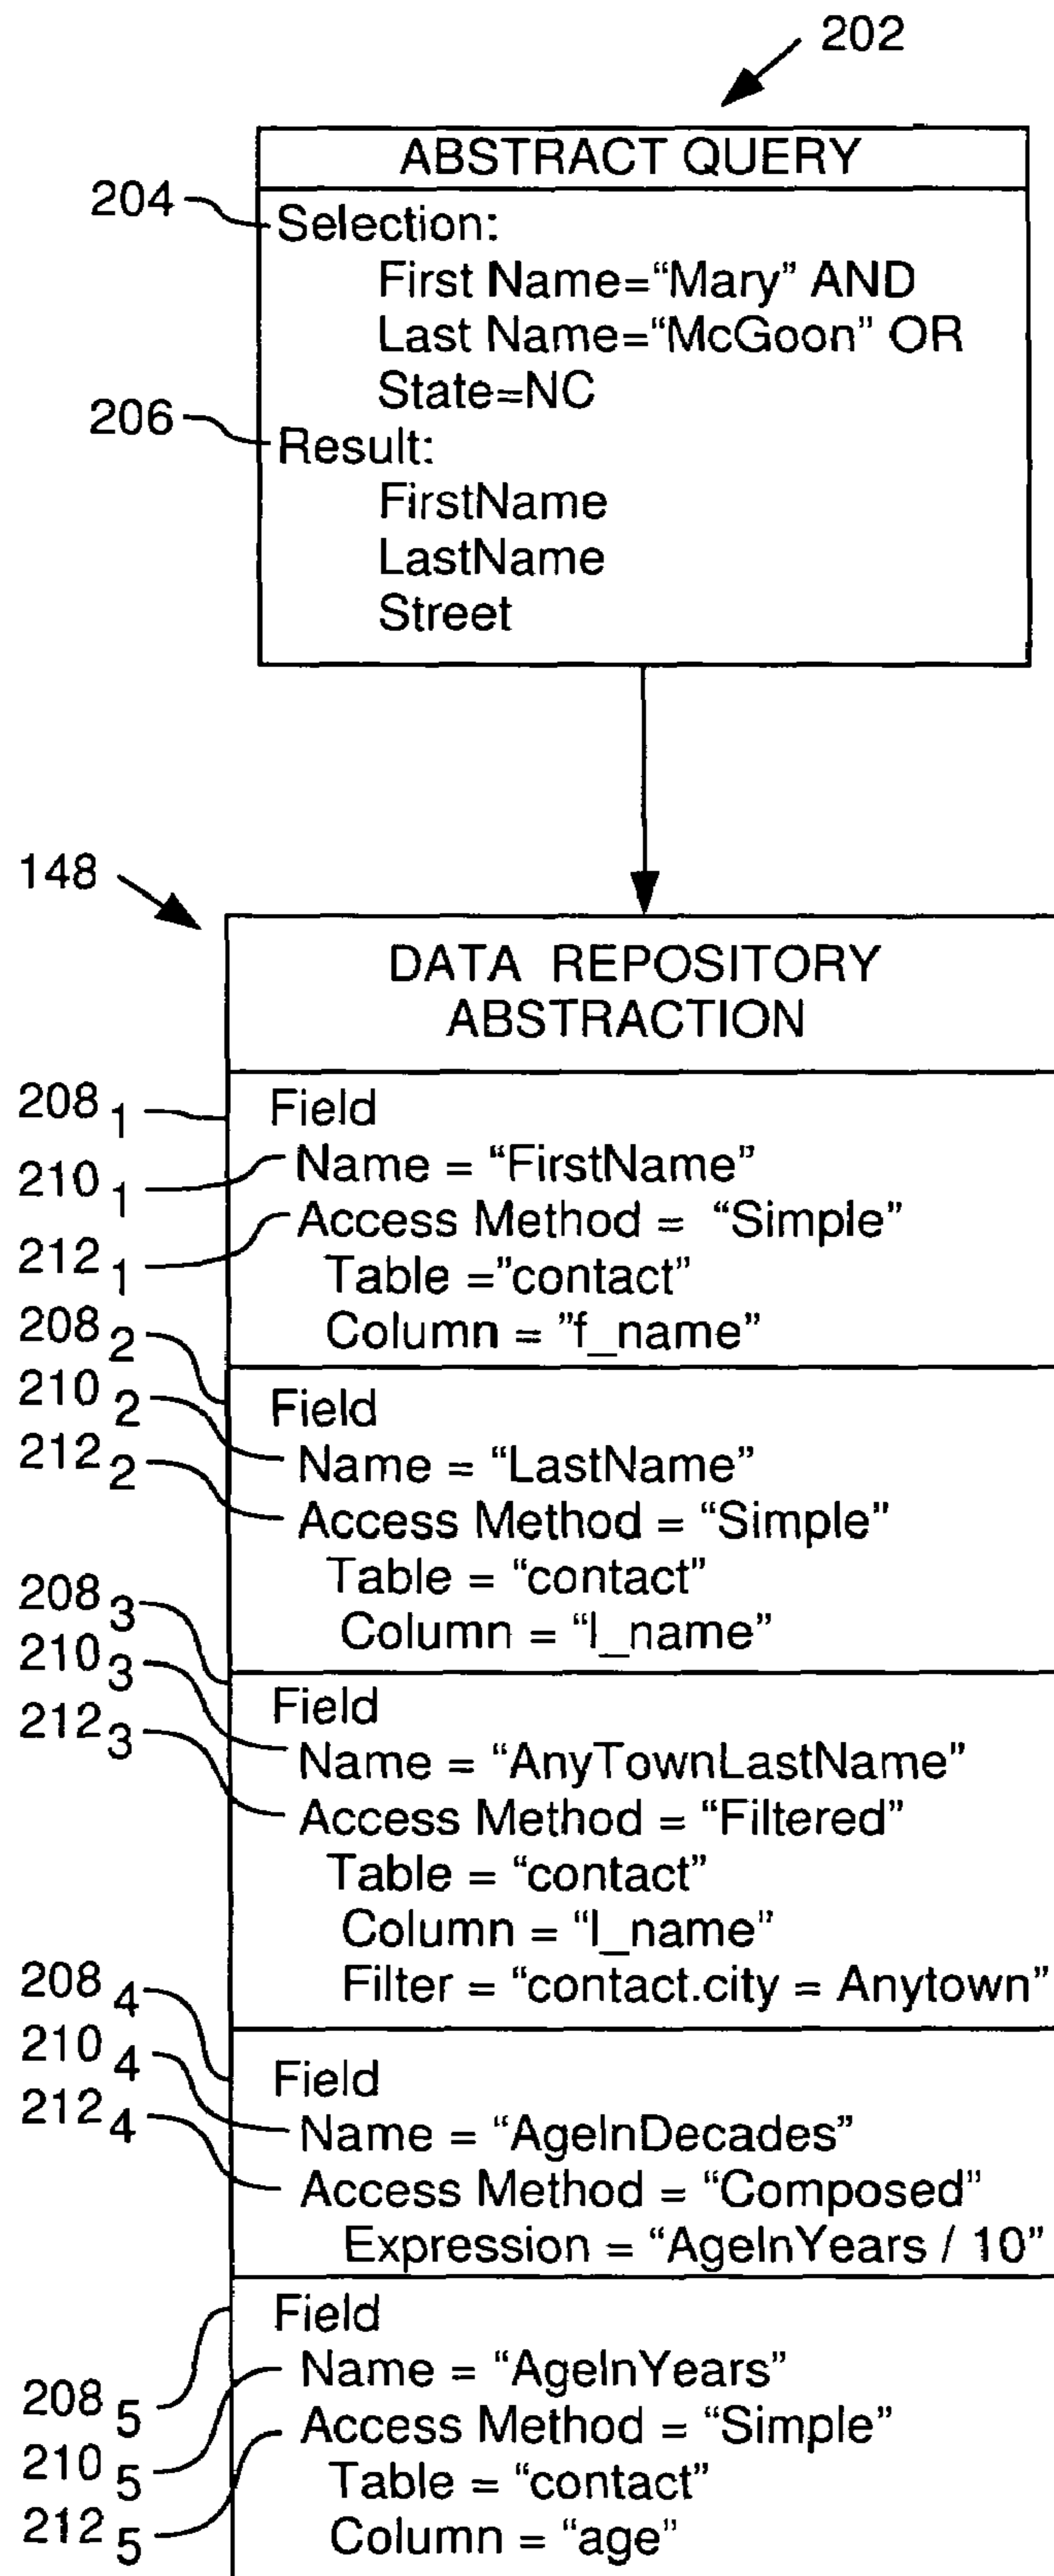 202
ABSTRACT QUERY
204
Selection:
First Name=“Mary” AND
Last Name=“McGoon” OR
State=NC
206
Result:
FirstName
LastName
Street
148
DATA REPOSITORY
ABSTRACTION
208 1
Field
210 1
Name = “FirstName”
212 1
Access Method = “Simple”
Table =”contact”
Column = ”f_name”
208 2
Field
210 2
Name = “LastName”
212 2
Access Method = “Simple”
Table = “contact”
Column = “l_name”
208 3
Field
210 3
Name = “AnyTownLastName”
212 3
Access Method = “Filtered”
Table = “contact”
Column = “l_name”
Filter = “contact.city = Anytown”
208 4
Field
210 4
Name = “AgeInDecades”
212 4
Access Method = “Composed”
Expression = “AgeInYears / 10”
208 5
Field
210 5
Name = “AgeInYears”
212 5
Access Method = “Simple”
Table = “contact”
Column = “age”